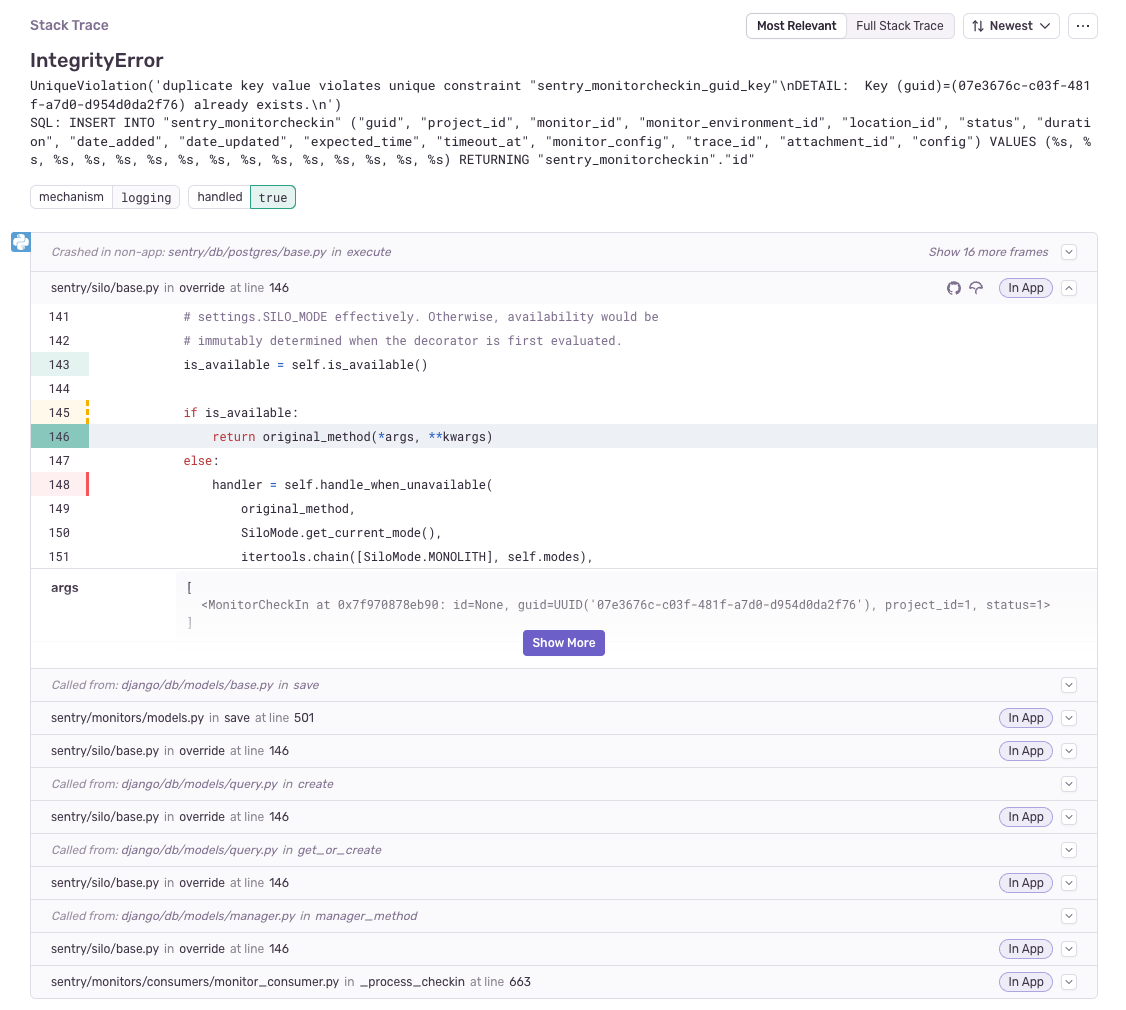 Stack Trace
Most Relevant Full Stack Trace Newest ...
IntegrityError
UniqueViolation('duplicate key value violates unique constraint "sentry_monitorcheckin_guid_key"\nDETAIL:  Key (guid)=(07e3676c-c03f-481
f-a7d0-d954d0da2f76) already exists.\n')
SQL: INSERT INTO "sentry_monitorcheckin" ("guid", "project_id", "monitor_id", "monitor_environment_id", "location_id", "status", "durati
on", "date_added", "date_updated", "expected_time", "timeout_at", "monitor_config", "trace_id", "attachment_id", "config") VALUES (%s, %
s, %s, %s, %s, %s, %s, %s, %s, %s, %s, %s, %s, %s, %s) RETURNING "sentry_monitorcheckin"."id"
mechanism logging handled true
Crashed in non-app: sentry/db/postgres/base.py in execute Show 16 more frames
sentry/silo/base.py in override at line 146 In App
141 # settings.SILO_MODE effectively. Otherwise, availability would be
142 # immutably determined when the decorator is first evaluated.
143 is_available = self.is_available()
144
145 if is_available:
146 return original_method(*args, **kwargs)
147 else:
148 handler = self.handle_when_unavailable(
149 original_method,
150 SiloMode.get_current_mode(),
151 itertools.chain([SiloMode.MONOLITH], self.modes),
args [
<MonitorCheckIn at 0x7f970878eb90: id=None, guid=UUID('07e3676c-c03f-481f-a7d0-d954d0da2f76'), project_id=1, status=1>
]
Show More
Called from: django/db/models/base.py in save
sentry/monitors/models.py in save at line 501 In App
sentry/silo/base.py in override at line 146 In App
Called from: django/db/models/query.py in create
sentry/silo/base.py in override at line 146 In App
Called from: django/db/models/query.py in get_or_create
sentry/silo/base.py in override at line 146 In App
Called from: django/db/models/manager.py in manager_method
sentry/silo/base.py in override at line 146 In App
sentry/monitors/consumers/monitor_consumer.py in _process_checkin at line 663 In App